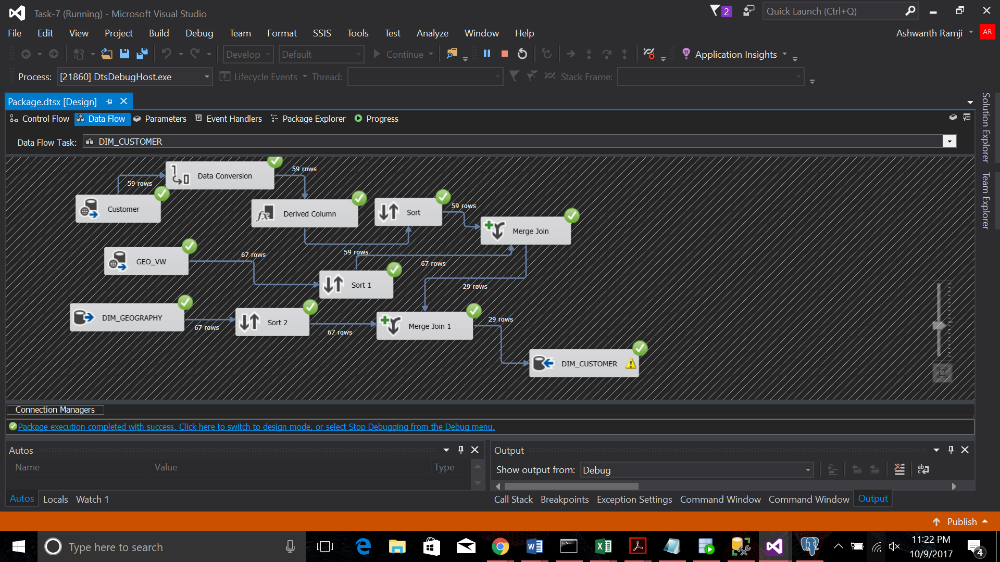 Task-7 (Running) - Microsoft Visual Studio
2
Quick Launch (Ctrl+Q)
File Edit View Project Build Debug Team Format SSIS Tools Test Analyze Window Help
Ashwanth Ramji
AR
Develop
Default
Continue
Application Insights
Process: [21860] DtsDebugHost.exe
Lifecycle Events
Thread:
Stack Frame:
Package.dtsx [Design]
Control Flow
Data Flow
Parameters
Event Handlers
Package Explorer
Progress
Solution Explorer
Team Explorer
Data Flow Task: DIM_CUSTOMER
59 rows
Data Conversion
59 rows
Customer
Derived Column
Sort
59 rows
Merge Join
GEO_VW
67 rows
59 rows
67 rows
Sort 1
29 rows
DIM_GEOGRAPHY
67 rows
Sort 2
67 rows
Merge Join 1
29 rows
DIM_CUSTOMER
Connection Managers
Package execution completed with success. Click here to switch to design mode, or select Stop Debugging from the Debug menu.
Autos
Name Value Type
Autos Locals Watch 1
Output
Show output from: Debug
Call Stack Breakpoints Exception Settings Command Window Command Window Output
Publish
Type here to search
11:22 PM
10/9/2017
4